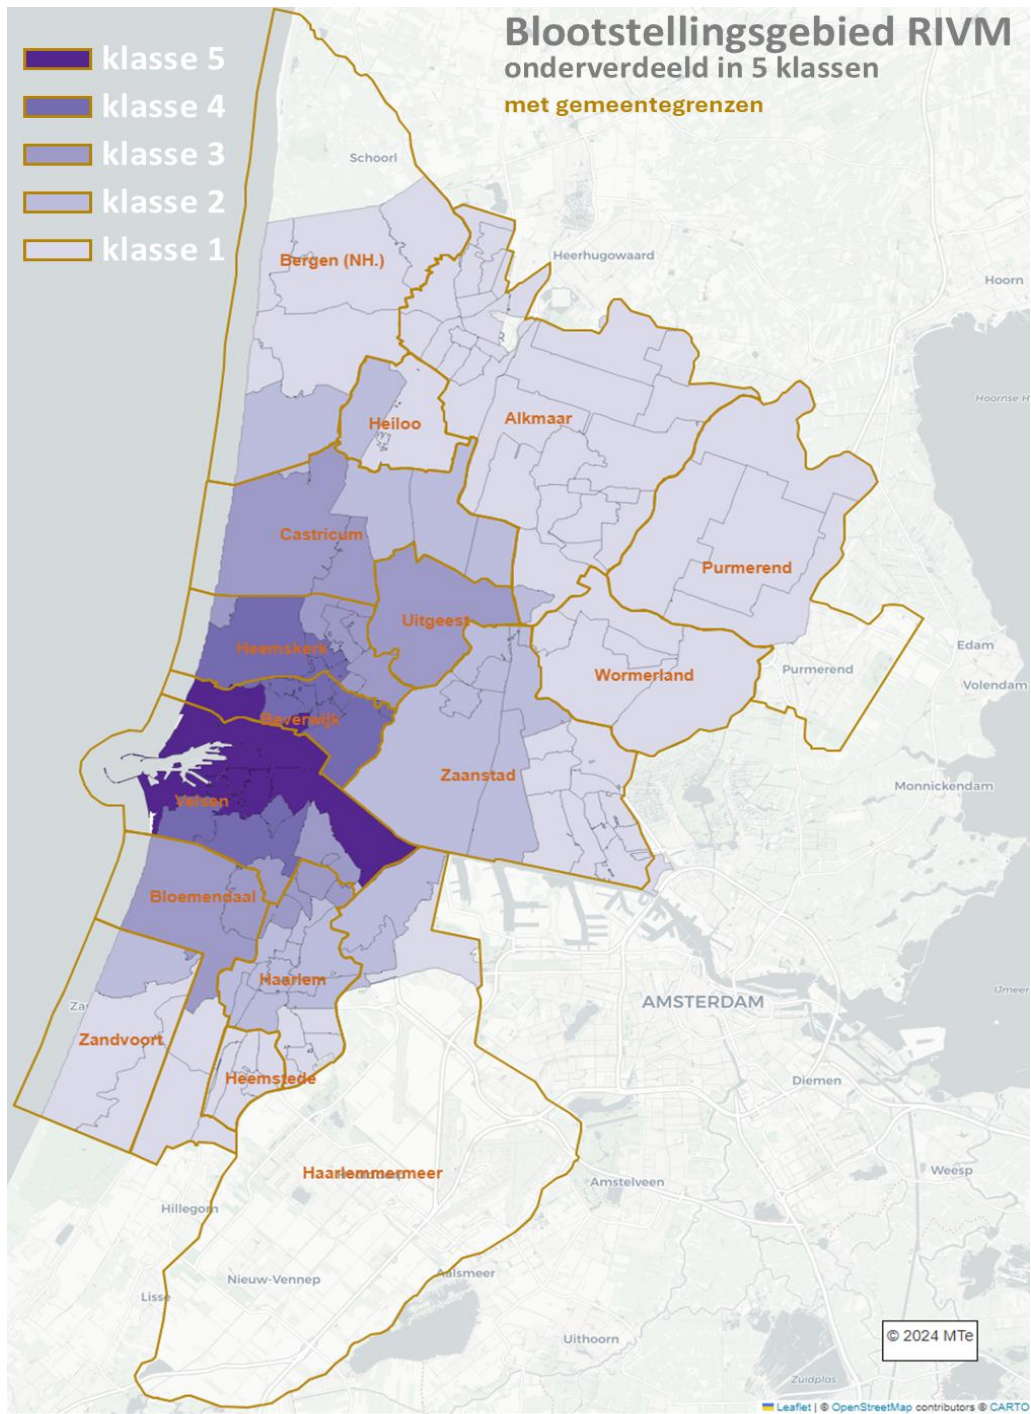 Blootstellingsgebied RIVM
onderverdeeld in 5 klassen
met gemeentegrenzen
klasse 5
klasse 4
klasse 3
klasse 2
klasse 1
Schoorl
Bergen (NH.)
Heerhugowaard
Hoorn
Hoornse H
Heiloo
Alkmaar
Castricum
Purmerend
Uitgeest
Heemskerk
Edam
Wormerland
Purmerend
Volendam
Beverwijk
Zaanstad
Monnickendam
Velsen
Bloemendaal
Haarlem
IJmeer
AMSTERDAM
Zandvoort
Heemstede
Diemen
Haarlemmermeer
Weesp
Amstelveen
Hillegom
Aalsmeer
Nieuw-Vennep
Lisse
Uithoorn
© 2024 MTe
Zuidplas
Leaflet | © OpenStreetMap contributors © CARTO